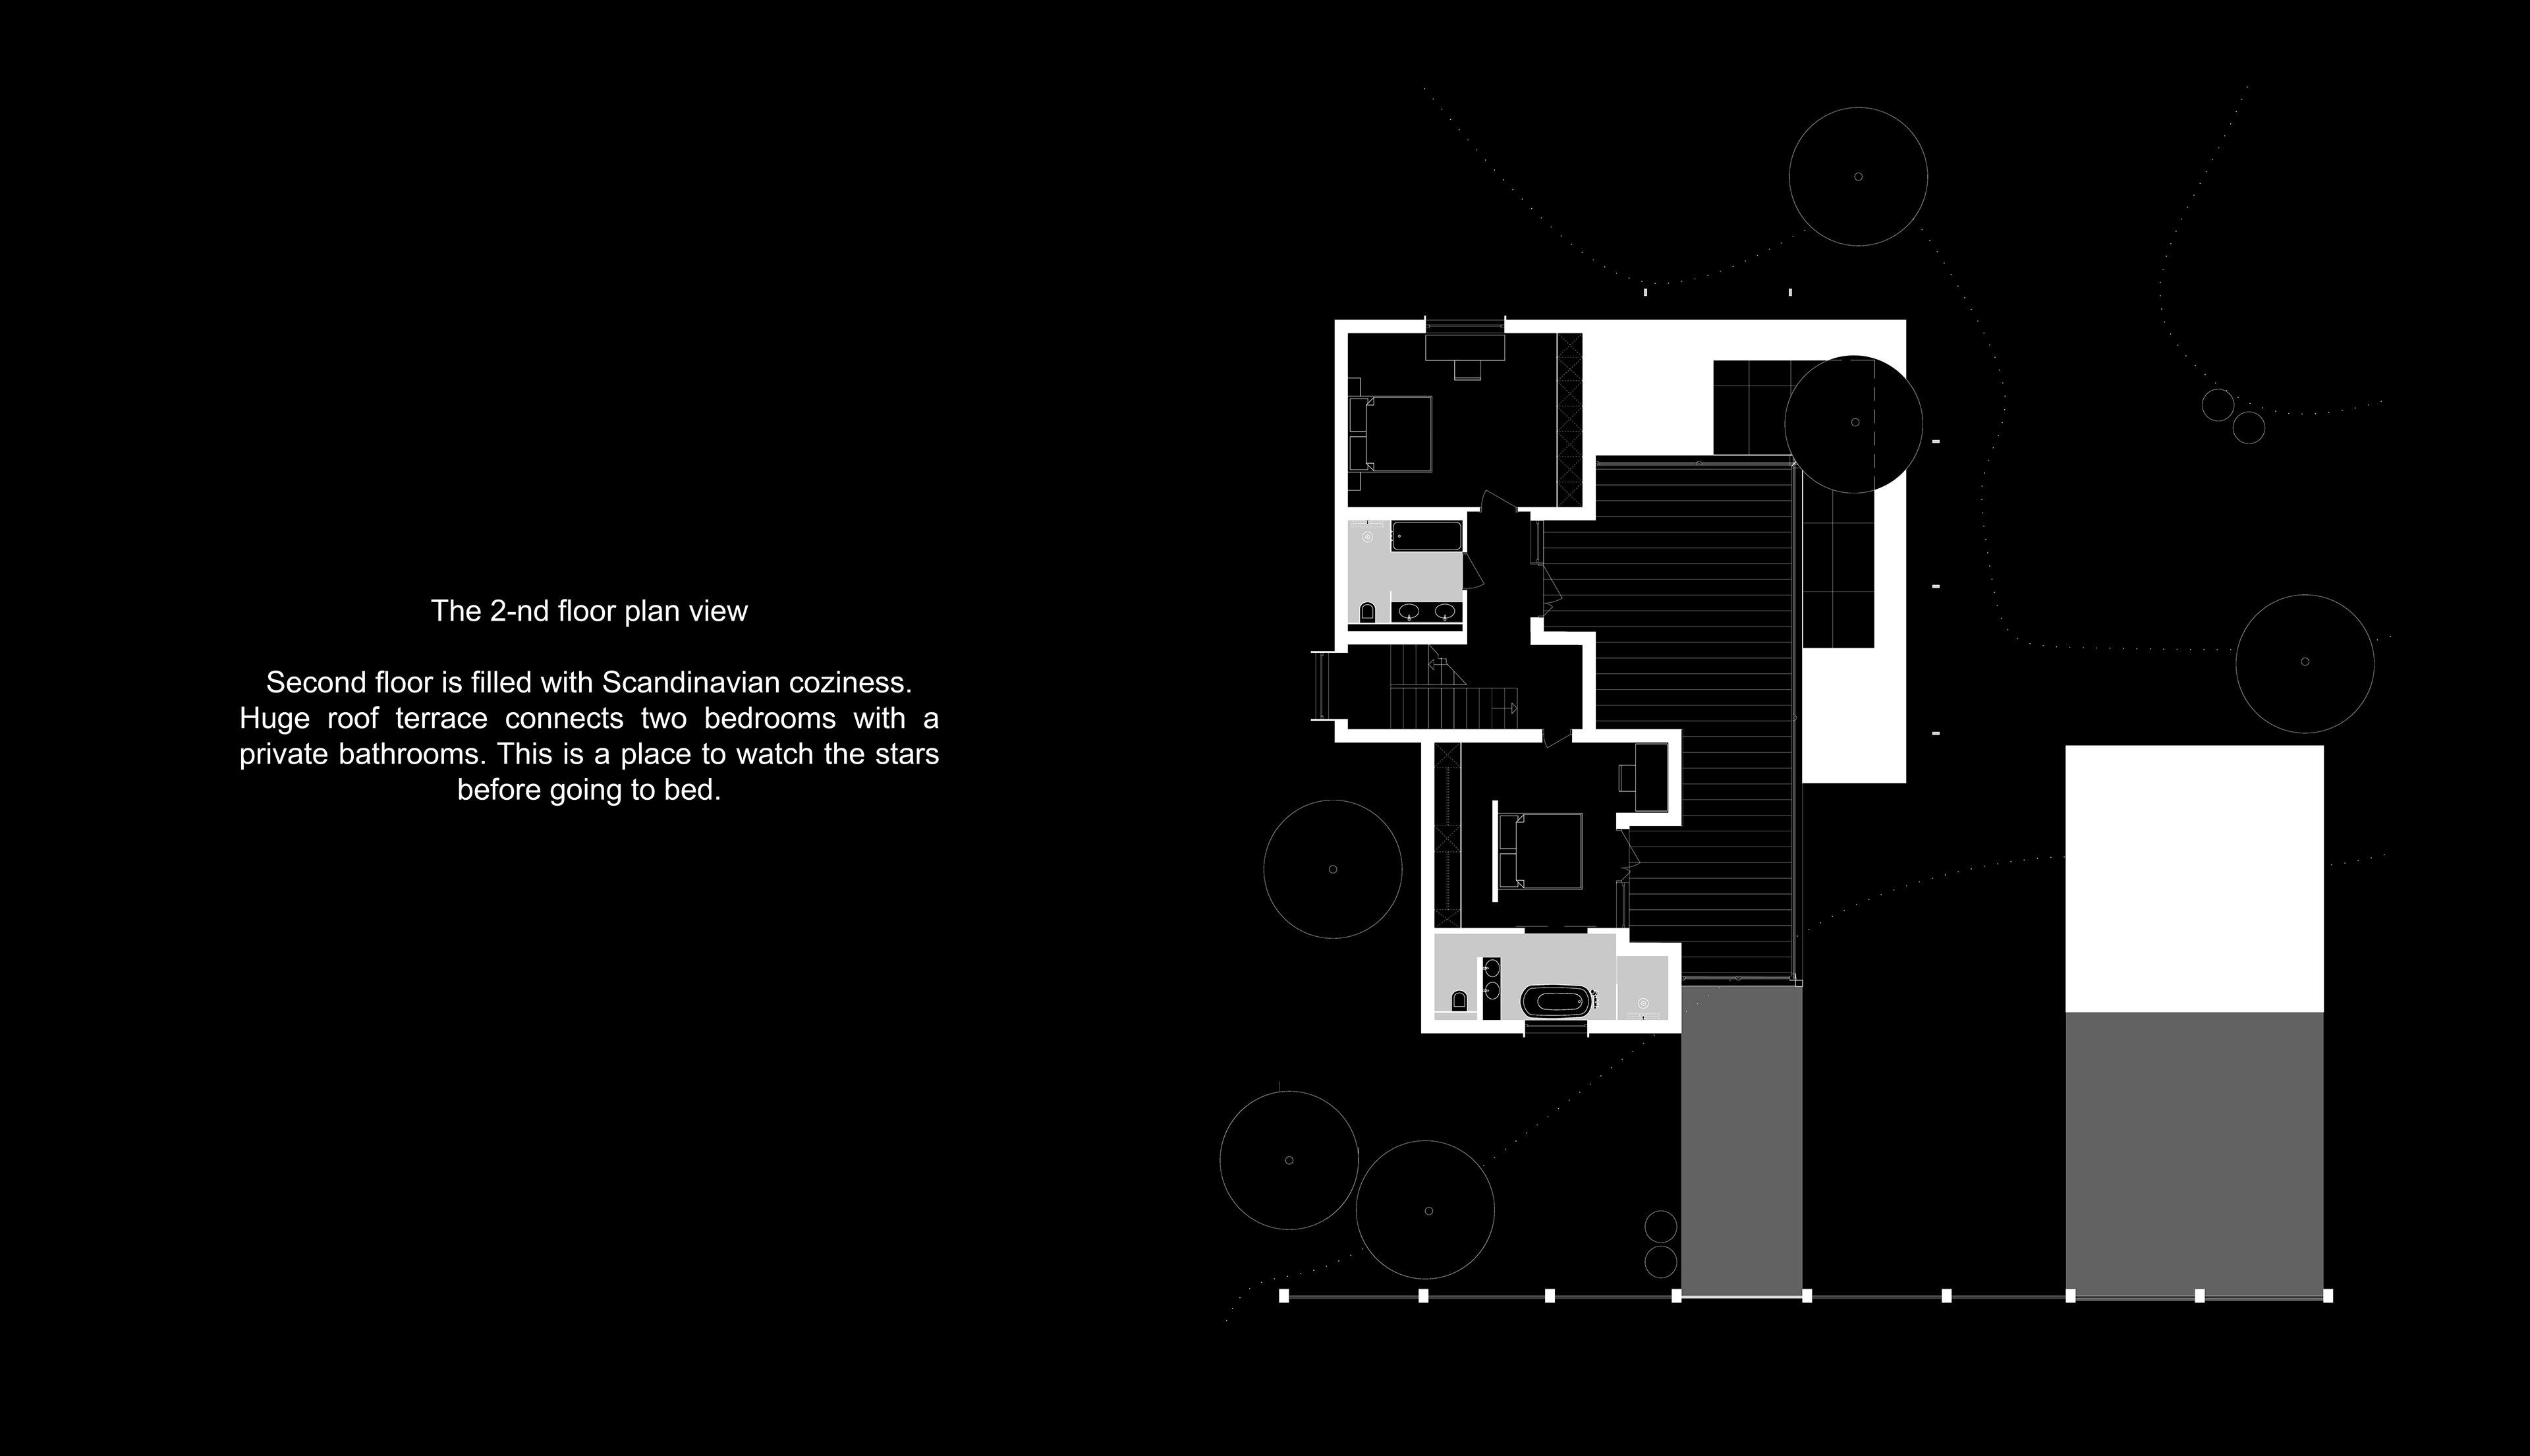 The 2-nd floor plan view
Second floor is filled with Scandinavian coziness.
Huge roof terrace connects two bedrooms with a
private bathrooms. This is a place to watch the stars
before going to bed.